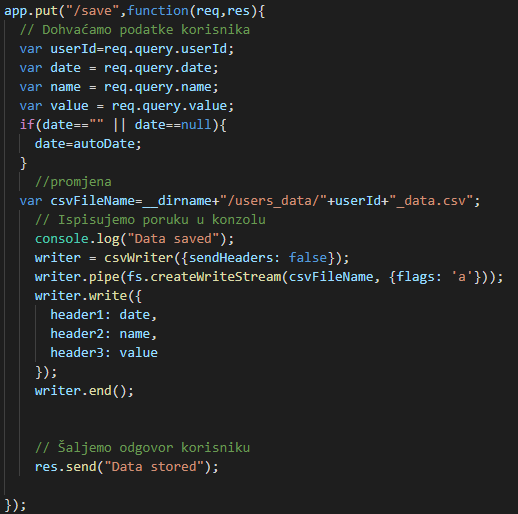 app.put("/save",function(req,res){
// Dohvaćamo podatke korisnika
var userId=req.query.userId;
var date = req.query.date;
var name = req.query.name;
var value = req.query.value;
if(date=="" || date==null){
date=autoDate;
}
//promjena
var csvFileName=__dirname+"/users_data/"+userId+"_data.csv";
// Ispisujemo poruku u konzolu
console.log("Data saved");
writer = csvWriter({sendHeaders: false});
writer.pipe(fs.createWriteStream(csvFileName, {flags: 'a'}));
writer.write({
header1: date,
header2: name,
header3: value
});
writer.end();
// Šaljemo odgovor korisniku
res.send("Data stored");
});